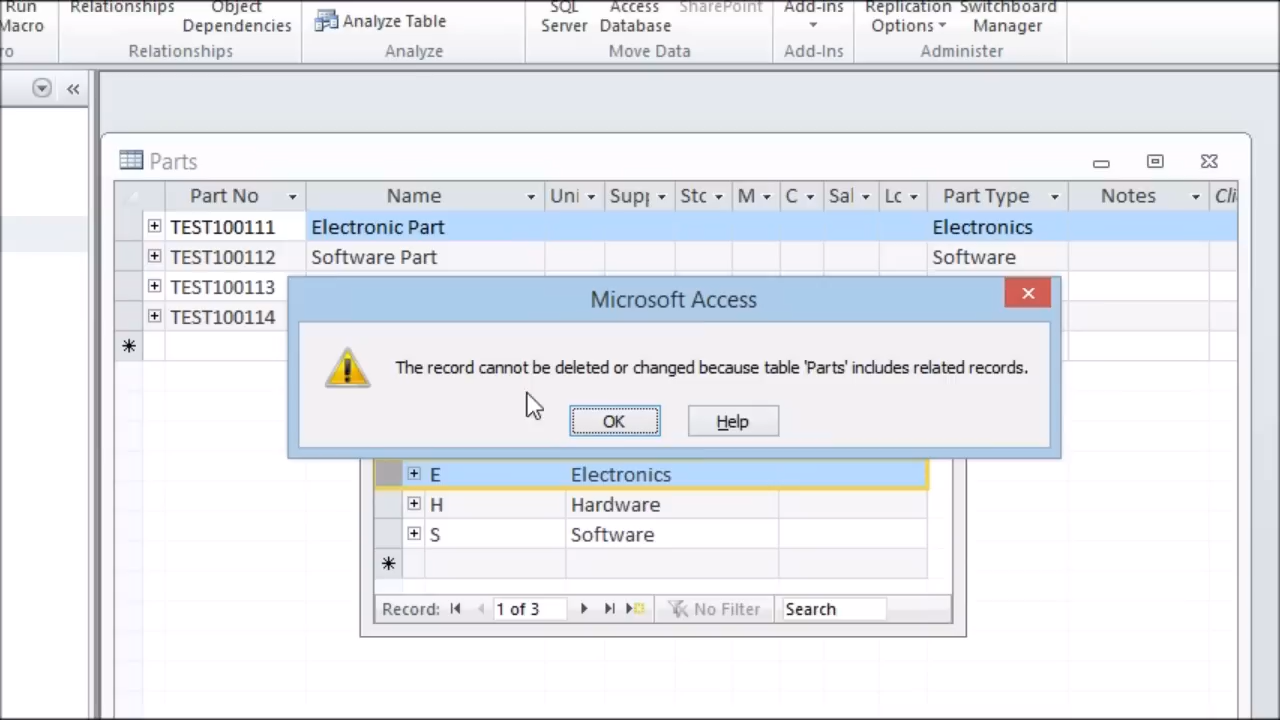 Run Relationships Object SQL Access SharePoint Add-ins Replication Switchboard
Macro Dependencies Analyze Table Server Database Options Manager
Relationships Analyze Move Data Add-Ins Administer
«
Parts
Part No Name Uni Supp Stc M C Sal Lc Part Type Notes Cli
TEST100111 Electronic Part Electronics
TEST100112 Software Part Software
TEST100113
TEST100114
Microsoft Access
The record cannot be deleted or changed because table 'Parts' includes related records.
OK Help
E Electronics
H Hardware
S Software
Record: 1 of 3 No Filter Search